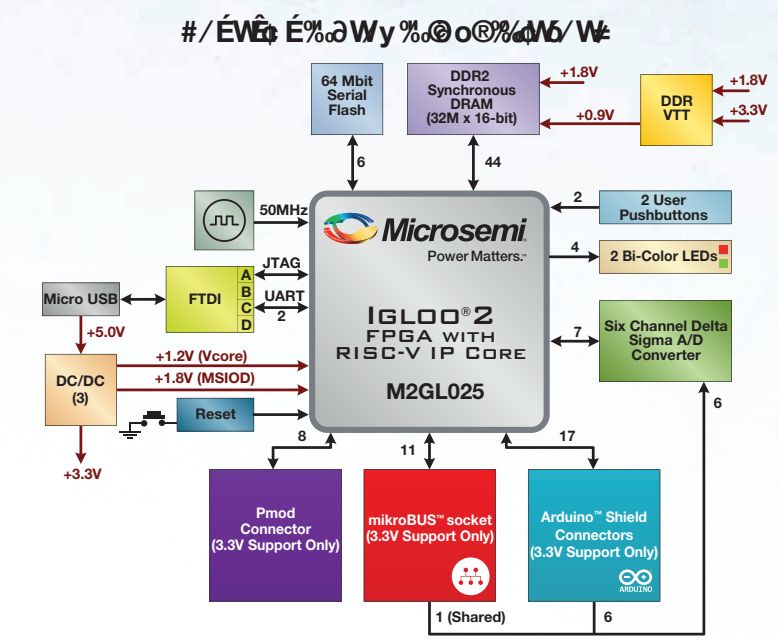 64 Mbit
Serial
Flash
DDR2
Synchronous
DRAM
(32M x 16-bit)
+1.8V
+0.9V
DDR
VTT
+1.8V
+3.3V
6
44
50MHz
Microsemi
Power Matters.™
2
2 User
Pushbuttons
4
2 Bi-Color LEDs
JTAG
UART
2
FTDI
A
B
C
D
Micro USB
+5.0V
IGLOO®2
FPGA WITH
RISC-V IP CORE
M2GL025
7
Six Channel Delta
Sigma A/D
Converter
DC/DC
(3)
+1.2V (Vcore)
+1.8V (MSIOD)
Reset
+3.3V
6
8
11
17
Pmod
Connector
(3.3V Support Only)
mikroBUS™ socket
(3.3V Support Only)
Arduino™ Shield
Connectors
(3.3V Support Only)
ARDUINO
1 (Shared)
6